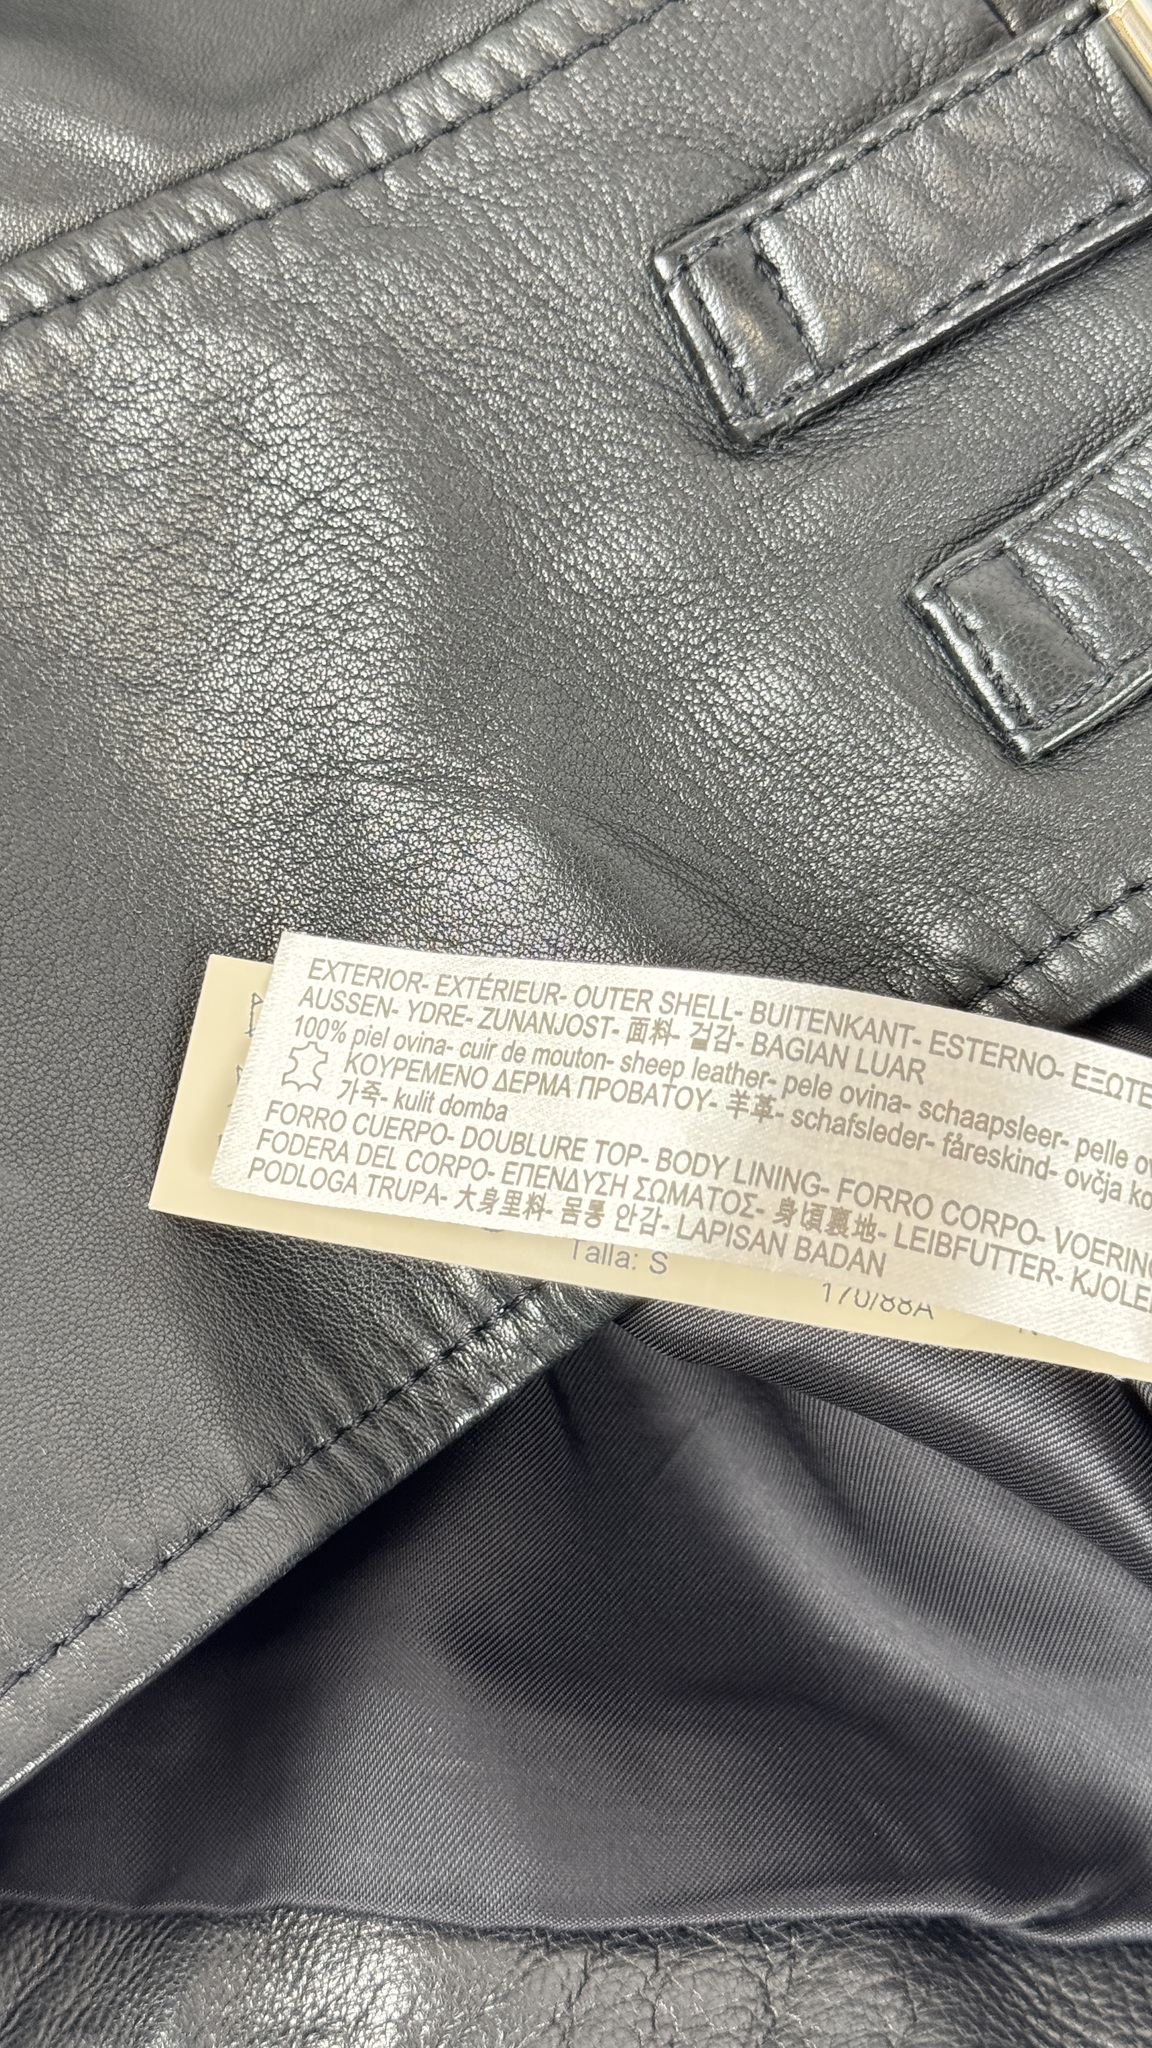 EXTERIOR- EXTÉRIEUR- OUTER SHELL- BUITENKANT- ESTERNO- ΕΞΩΤΕ
AUSSEN- YDRE- ZUNANJOST- 面料- 겉감- BAGIAN LUAR
100% piel ovina- cuir de mouton- sheep leather- pele ovina- schaapsleer- pelle ov
ΚΟΥΡΕΜΕΝΟ ΔΕΡΜΑ ΠΡΟΒΑΤΟΥ- 羊革- schafsleder- fåreskind- ovčja ko
가죽- kulit domba
FORRO CUERPO- DOUBLURE TOP- BODY LINING- FORRO CORPO- VOERING
FODERA DEL CORPO- ΕΠΕΝΔΥΣΗ ΣΩΜΑΤΟΣ- 身頃裏地- LEIBFUTTER- KJOLE
PODLOGA TRUPA- 大身里料- 몸통 안감- LAPISAN BADAN
Talla: S
170/88A